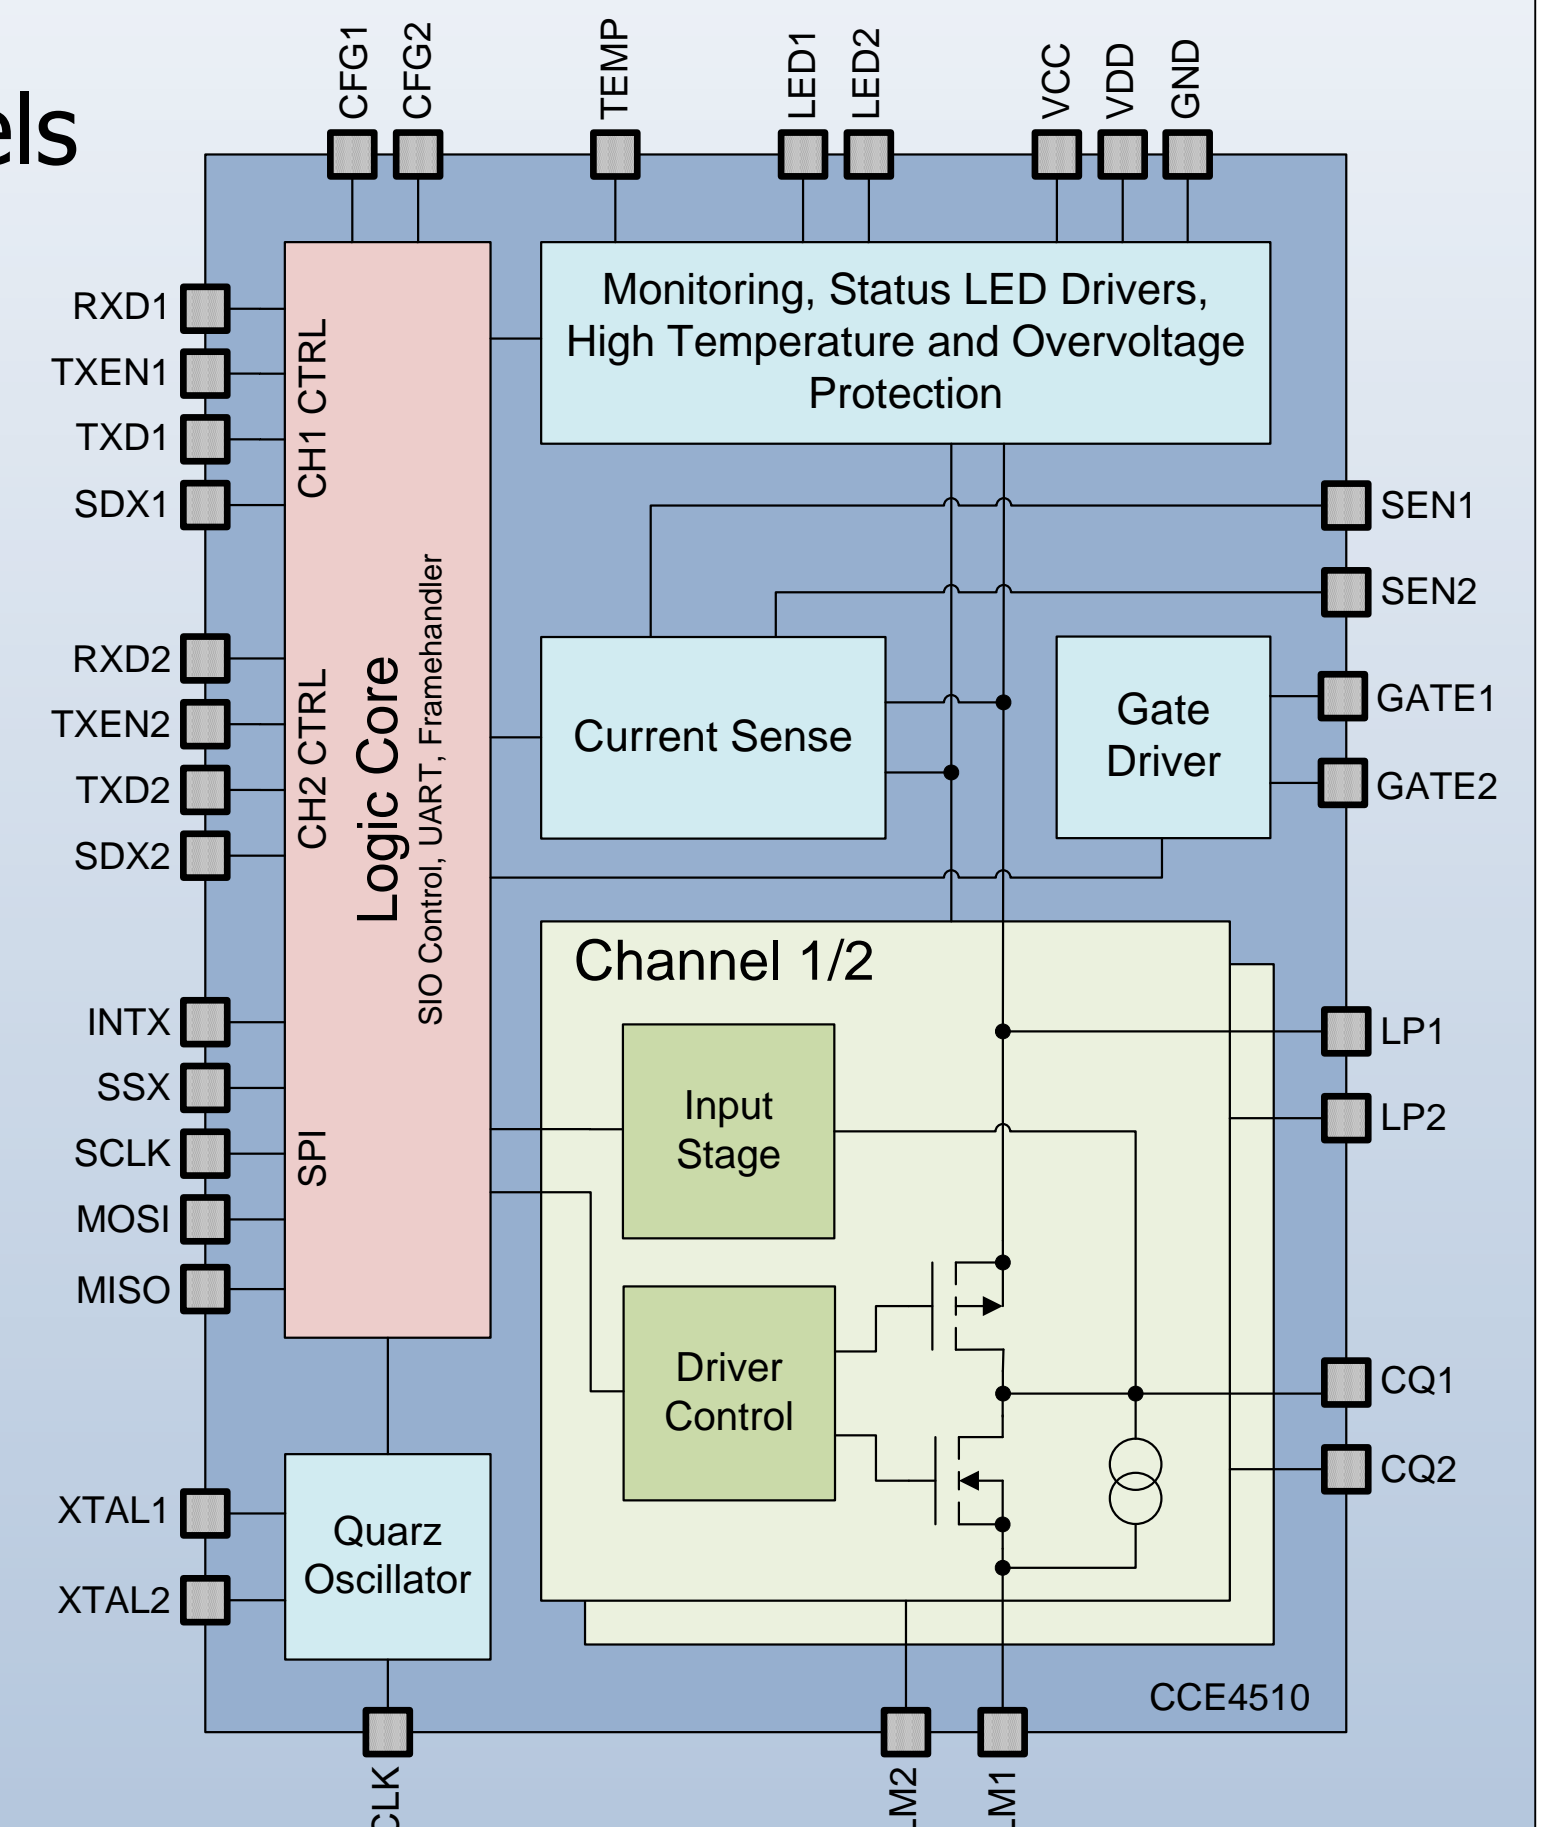 els
CFG1
CFG2
TEMP
LED1
LED2
VCC
VDD
GND
RXD1
TXEN1
TXD1
SDX1
RXD2
TXEN2
TXD2
SDX2
INTX
SSX
SCLK
MOSI
MISO
XTAL1
XTAL2
CH1 CTRL
CH2 CTRL
SPI
Logic Core
SIO Control, UART, Framehandler
Monitoring, Status LED Drivers,
High Temperature and Overvoltage
Protection
Current Sense
Gate
Driver
Channel 1/2
Input
Stage
Driver
Control
Quarz
Oscillator
SEN1
SEN2
GATE1
GATE2
LP1
LP2
CQ1
CQ2
CCE4510
CLK
LM2
LM1